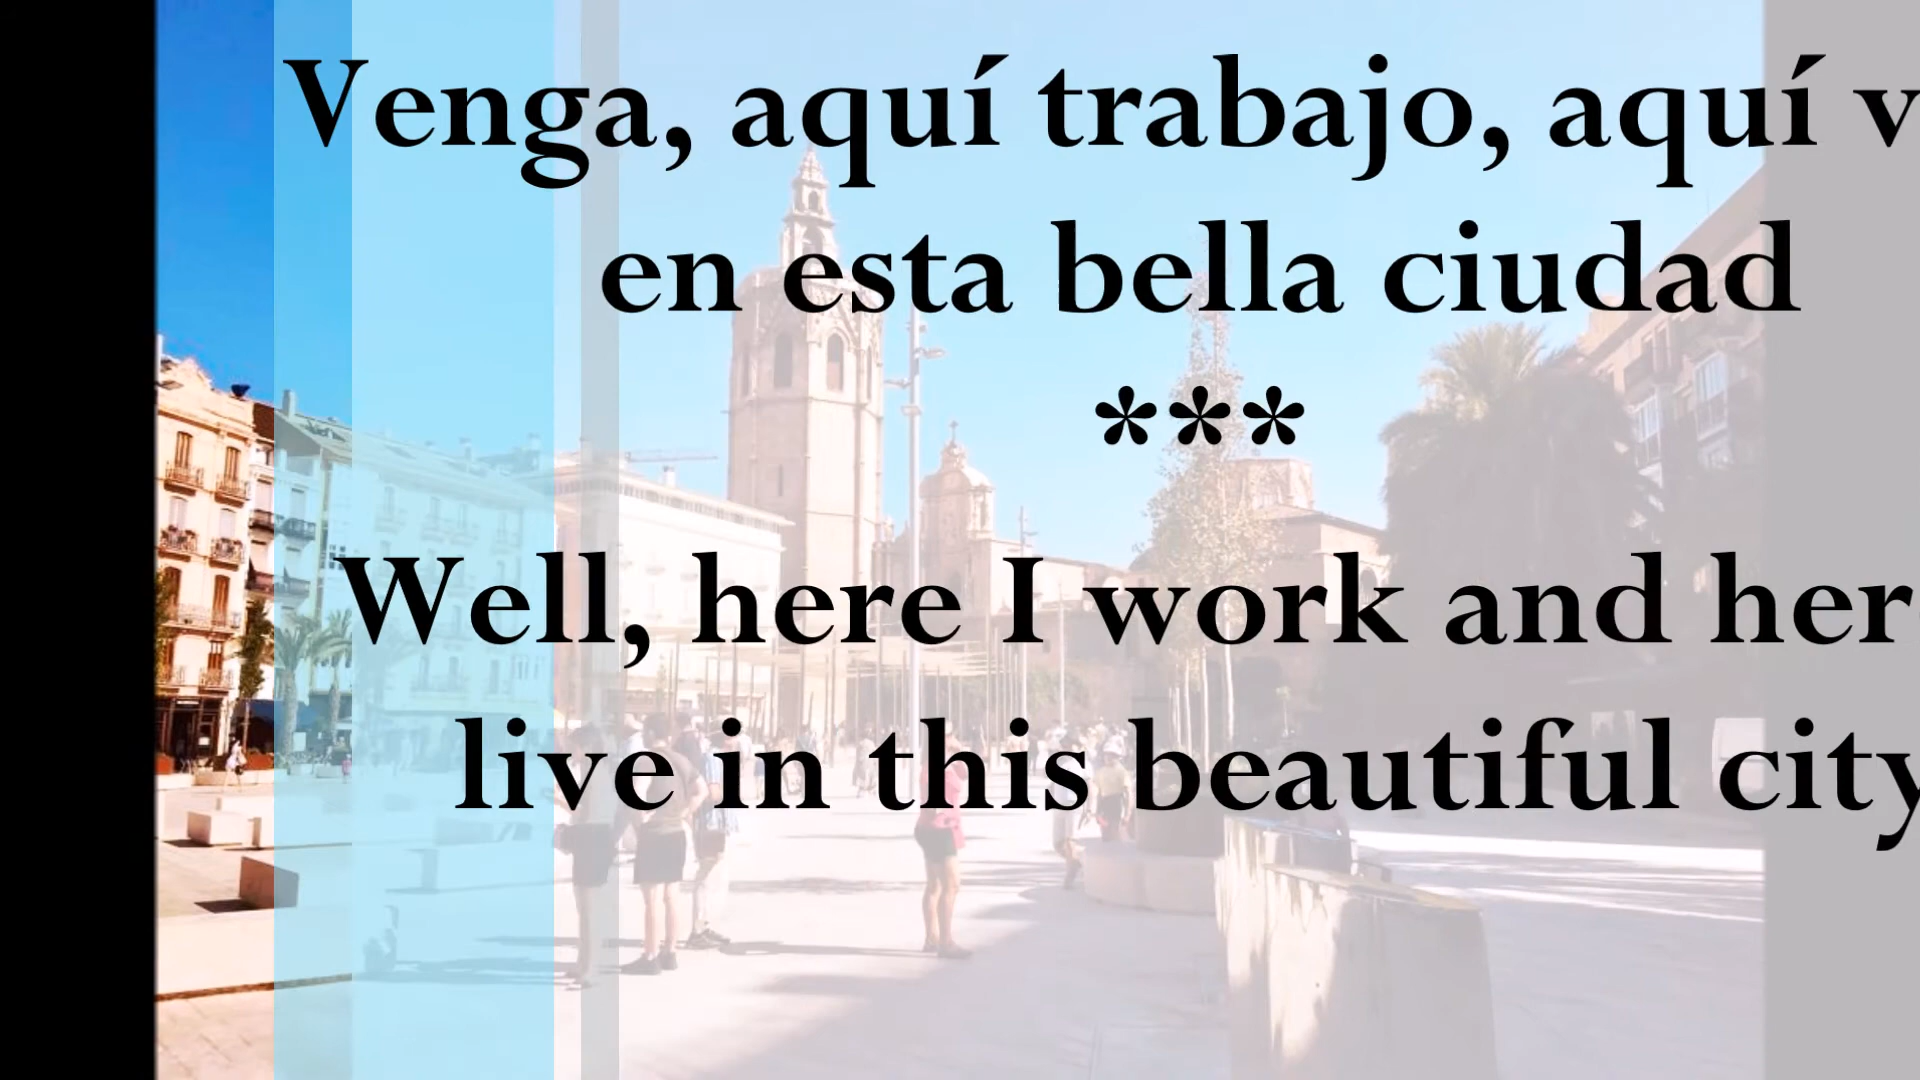 Venga, aquí trabajo, aquí v
en esta bella ciudad
***
Well, here I work and her
live in this beautiful city